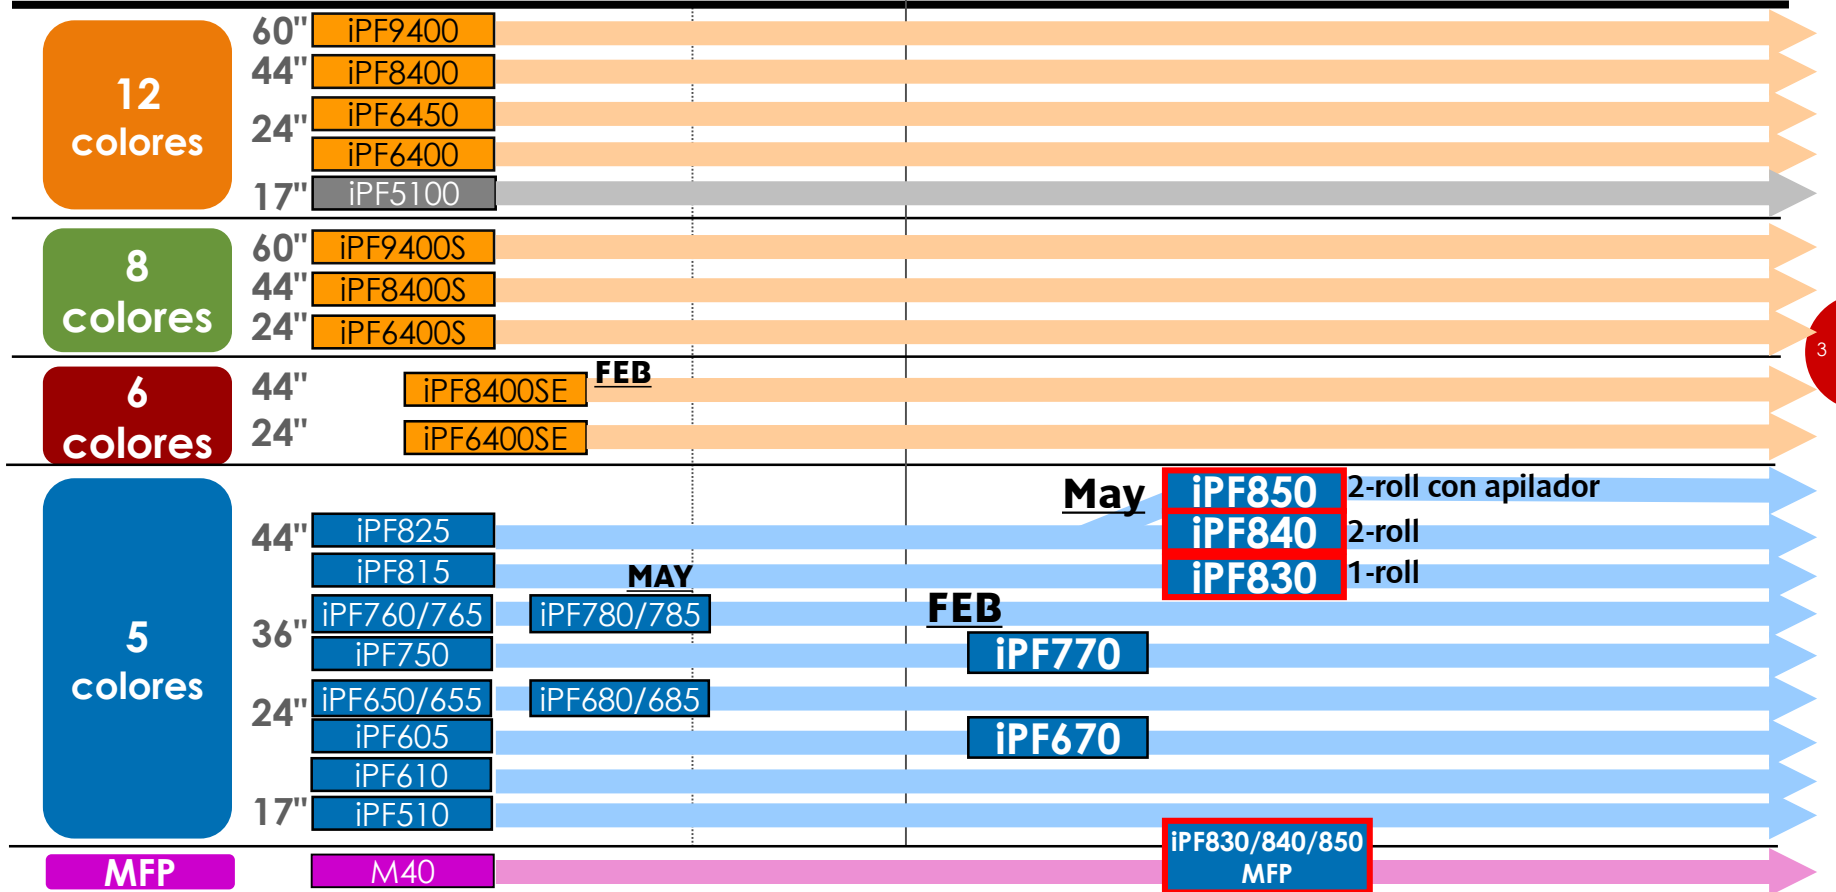 12
colores
60" iPF9400
44" iPF8400
24" iPF6450
iPF6400
17" iPF5100
8
colores
60" iPF9400S
44" iPF8400S
24" iPF6400S
3
6
colores
44" iPF8400SE FEB
24" iPF6400SE
5
colores
May iPF850 2-roll con apilador
44" iPF825 iPF840 2-roll
iPF815 MAY iPF830 1-roll
36" iPF760/765 iPF780/785 FEB
iPF750 iPF770
24" iPF650/655 iPF680/685
iPF605 iPF670
iPF610
17" iPF510
MFP M40 iPF830/840/850
MFP